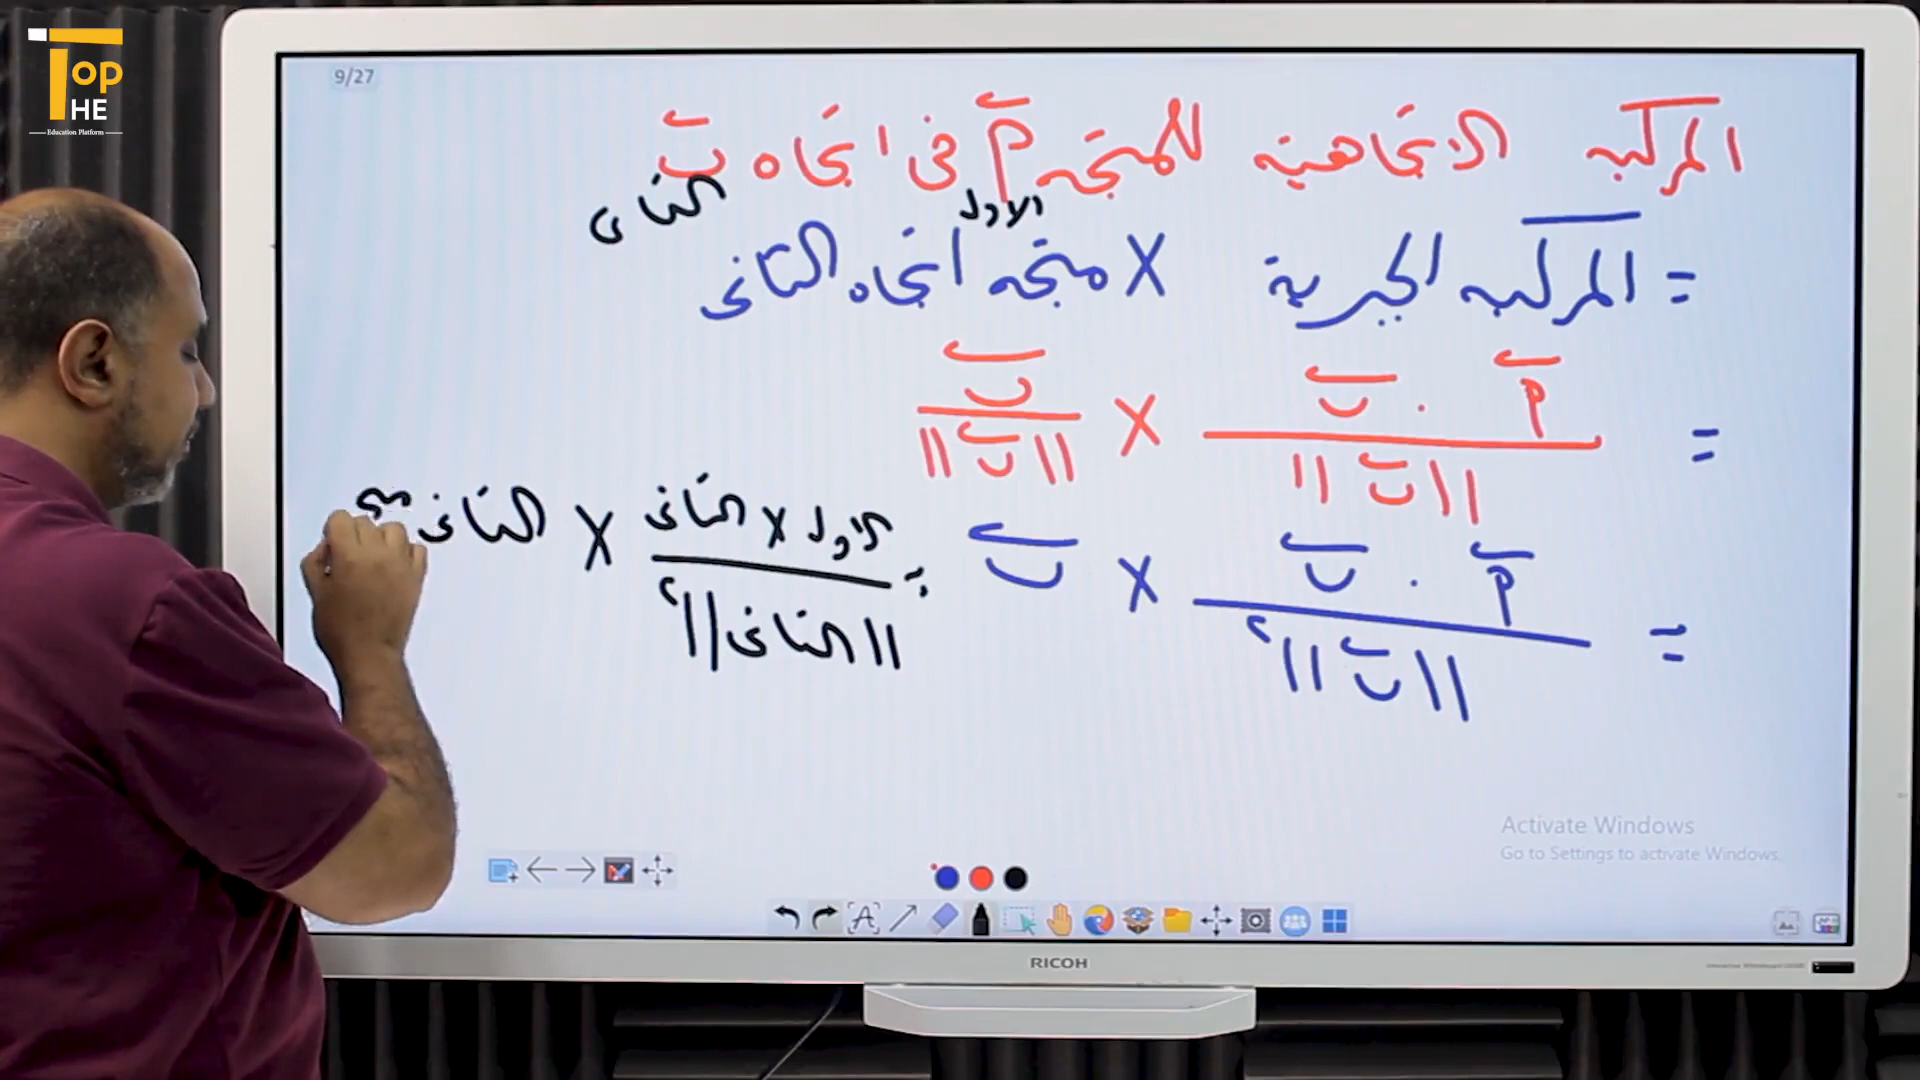 TOP THE
Education Platform
9/27
المركبة الاتجاهية للمتجه أ في اتجاه ب
الأول
الثاني
= المركبة الجبرية × متجه اتجاه الثاني
= أ . ب / ||ب|| × ب / ||ب||
= أ . ب / ||ب||² × ب
= الأول × الثاني / ||الثاني||² × الثاني
Activate Windows
Go to Settings to activate Windows.
RICOH